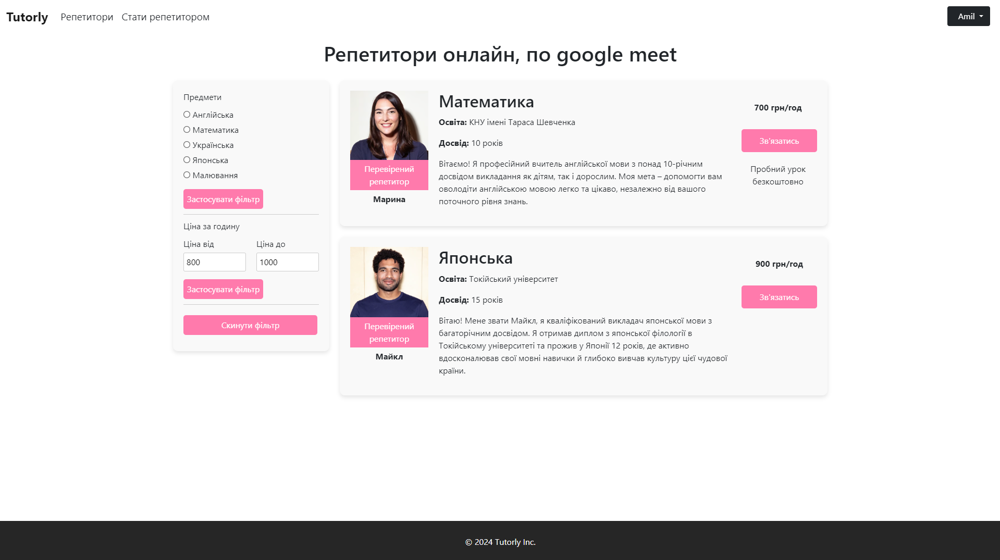 Tutorly
Репетитори
Стати репетитором
Amil
Репетитори онлайн, по google meet
Предмети
Англійська
Математика
Українська
Японська
Малювання
Застосувати фільтр
Ціна за годину
Ціна від
Ціна до
800
1000
Застосувати фільтр
Скинути фільтр
Перевірений
репетитор
Марина
Математика
Освіта: КНУ імені Тараса Шевченка
Досвід: 10 років
Вітаємо! Я професійний вчитель англійської мови з понад 10-річним
досвідом викладання як дітям, так і дорослим. Моя мета – допомогти вам
оволодіти англійською мовою легко та цікаво, незалежно від вашого
поточного рівня знань.
700 грн/год
Зв'язатись
Пробний урок
безкоштовно
Перевірений
репетитор
Майкл
Японська
Освіта: Токійський університет
Досвід: 15 років
Вітаю! Мене звати Майкл, я кваліфікований викладач японської мови з
багаторічним досвідом. Я отримав диплом з японської філології в
Токійському університеті та прожив у Японії 12 років, де активно
вдосконалював свої мовні навички й глибоко вивчав культуру цієї чудової
країни.
900 грн/год
Зв'язатись
© 2024 Tutorly Inc.